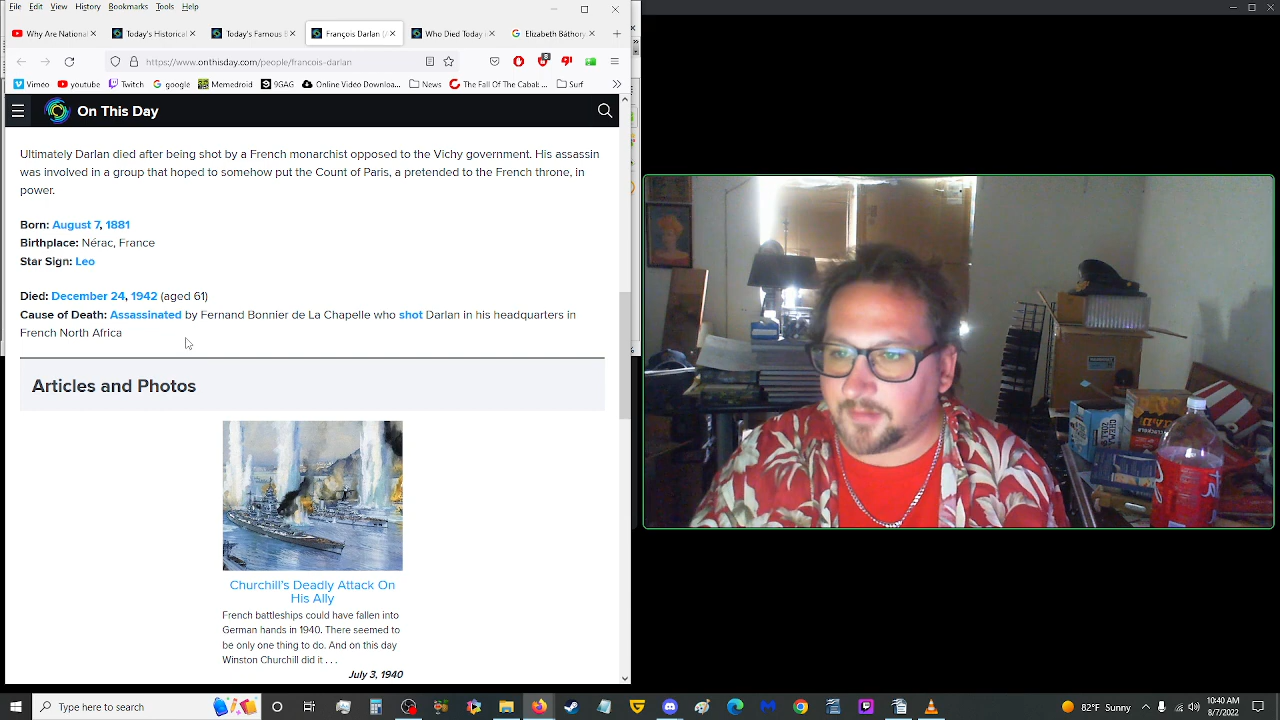 File Edit View History Bookmarks Tools Help
Why Are National
Today's Historical
Today's Famous B
François Darlan (
Who Died Today
Elizabeth Báthory
https://www.onthisday.com/people/francois-darlan
Vimeo youtube Twitch google Memedroid 9GAG Online Video Downloa... News The Fall Of The Cabal ... Surf
On This Day
Ultimately Darlan died after being shot by a French monarchist opposed to the Vichy government. His assassin
was involved in a group that hoped to somehow put the Count of Paris, a pretended to the French throne, in
power.
Born: August 7, 1881
Birthplace: Nérac, France
Star Sign: Leo
Died: December 24, 1942 (aged 61)
Cause of Death: Assassinated by Fernand Bonnier de La Chapelle who shot Darlan in his headquarters in
French North Africa
Articles and Photos
Churchill's Deadly Attack On
His Ally
French battleships could have fallen into
German hands in 1940. There seemed to
be only one thing to do. And on this day
Winston Churchill did it . . .
July 3, 1940
Type here to search
82°F Sunny
10:40 AM
8/7/2022